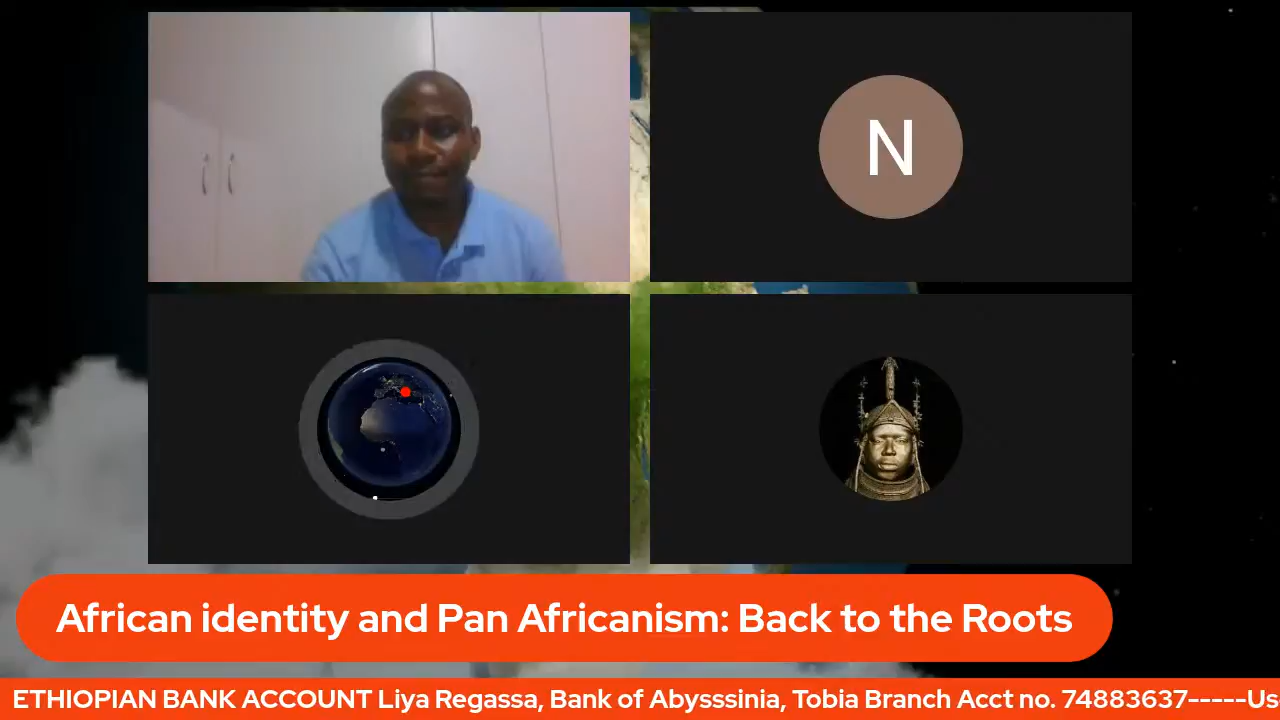 N
African identity and Pan Africanism: Back to the Roots
ETHIOPIAN BANK ACCOUNT Liya Regassa, Bank of Abysssinia, Tobia Branch Acct no. 74883637-----Us